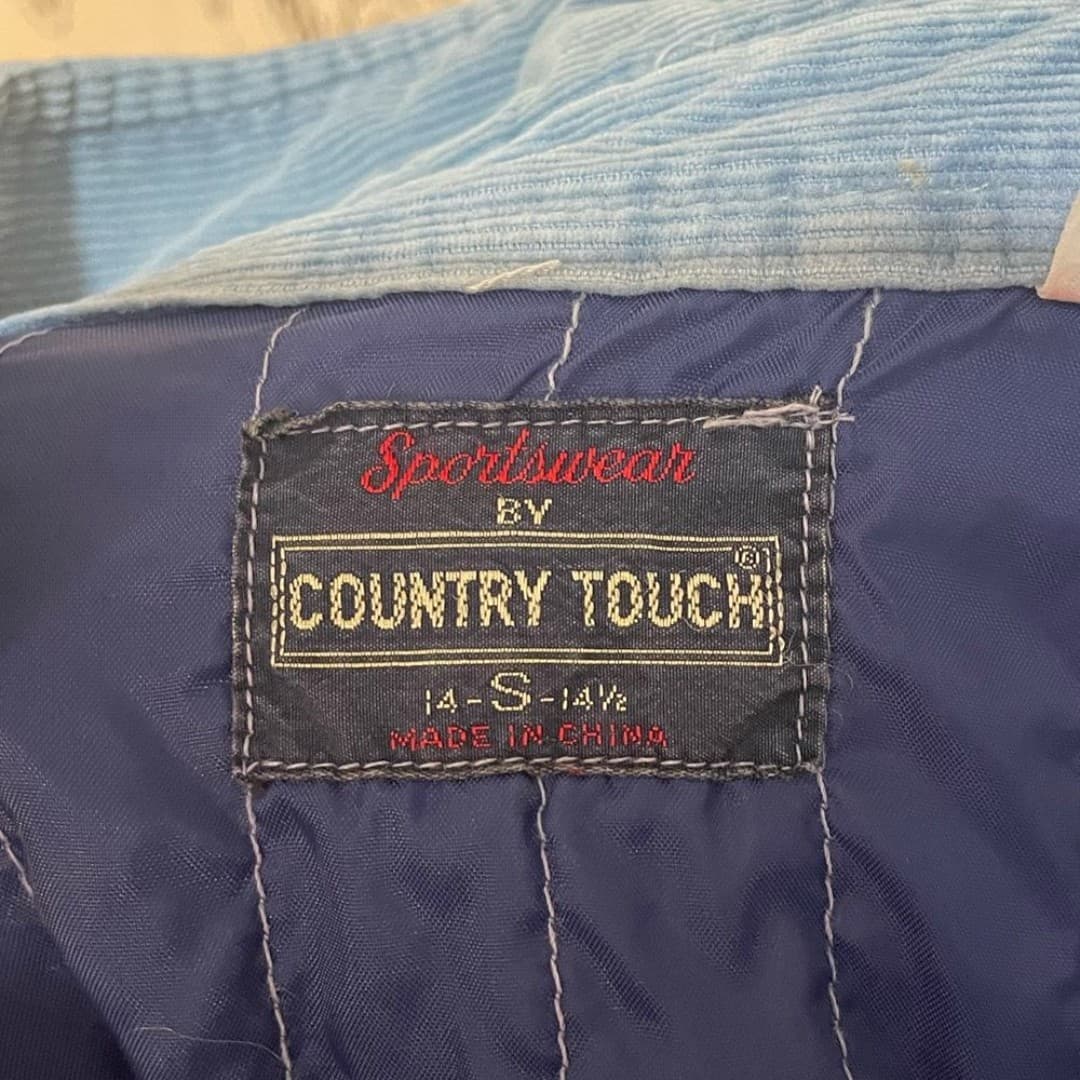 Sportswear
BY
COUNTRY TOUCH®
14-S-14½
MADE IN CHINA